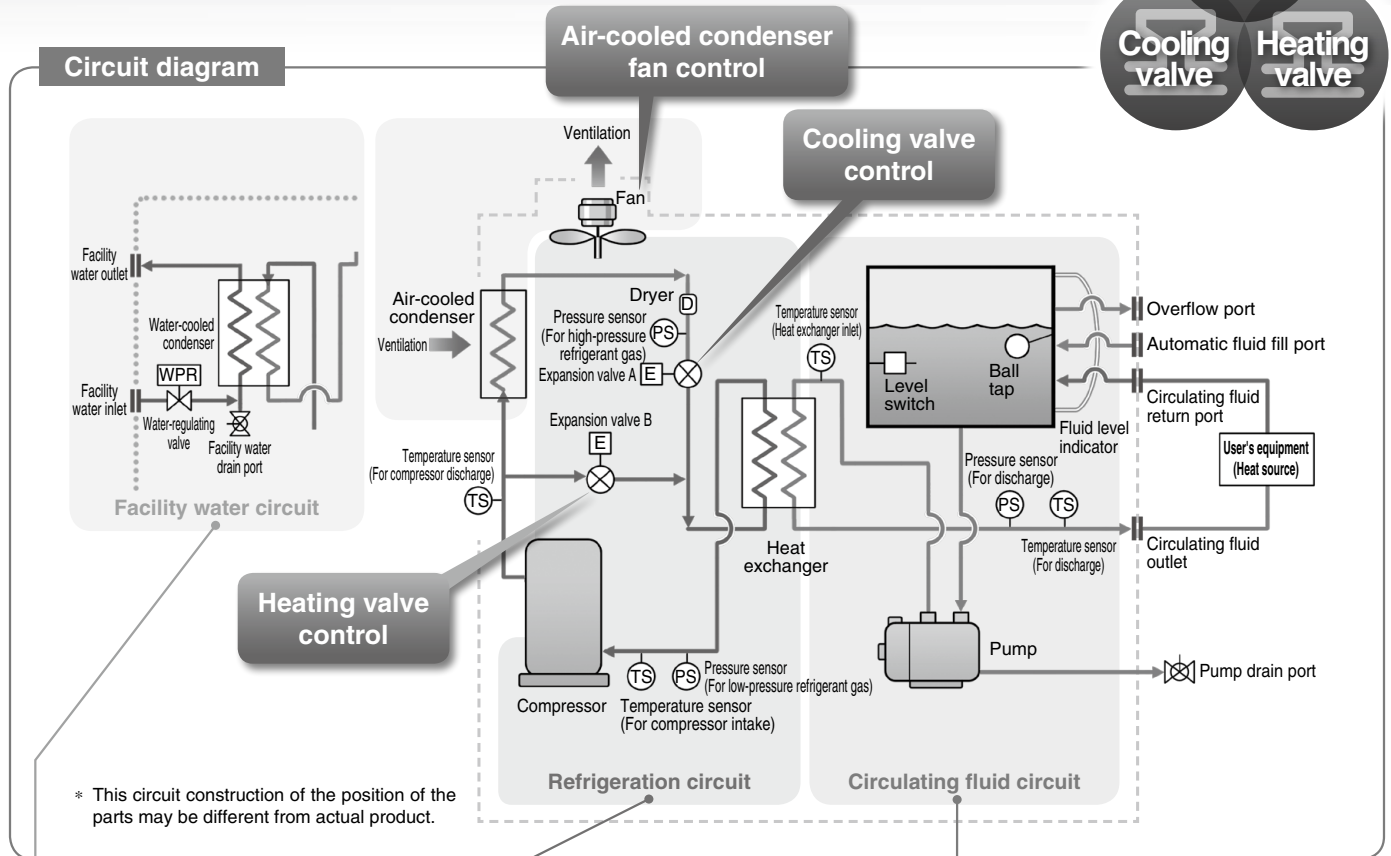 Circuit diagram
Air-cooled condenser
fan control
Cooling
valve
Heating
valve
Cooling valve
control
Ventilation
Fan
Facility
water outlet
Water-cooled
condenser
WPR
Facility
water inlet
Water-regulating
valve
Facility water
drain port
Facility water circuit
Air-cooled
condenser
Ventilation
Dryer
D
Pressure sensor
(For high-pressure
refrigerant gas)
PS
Expansion valve A
E
Expansion valve B
E
Temperature sensor
(For compressor discharge)
TS
Temperature sensor
(Heat exchanger inlet)
TS
Level
switch
Ball
tap
Overflow port
Automatic fluid fill port
Circulating fluid
return port
Fluid level
indicator
User's equipment
(Heat source)
Pressure sensor
(For discharge)
PS
TS
Temperature sensor
(For discharge)
Circulating fluid
outlet
Heat
exchanger
Heating valve
control
Compressor
TS
PS
Pressure sensor
(For low-pressure refrigerant gas)
Temperature sensor
(For compressor intake)
Pump
Pump drain port
Refrigeration circuit
Circulating fluid circuit
* This circuit construction of the position of the
parts may be different from actual product.